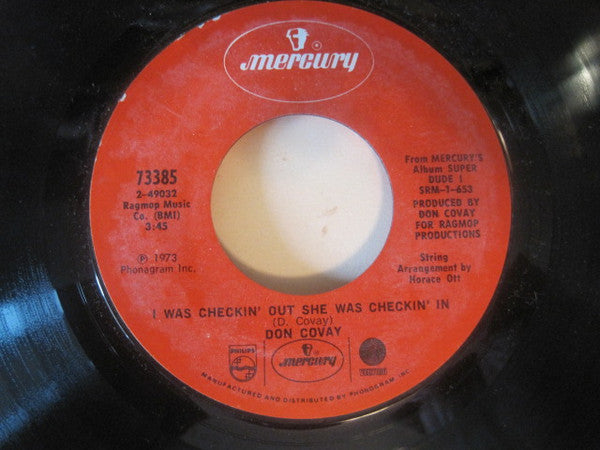 mercury
73385
2-49032
Ragmop Music
Co. (BMI)
3:45
℗ 1973
Phonagram Inc.
From MERCURY'S
Album SUPER
DUDE I
SRM-1-653
PRODUCED BY
DON COVAY
FOR RAGMOP
PRODUCTIONS
String
Arrangement by
Horace Ott
I WAS CHECKIN' OUT SHE WAS CHECKIN' IN
(D. Covay)
DON COVAY
PHILIPS
mercury
MANUFACTURED AND DISTRIBUTED BY PHONOGRAM, INC